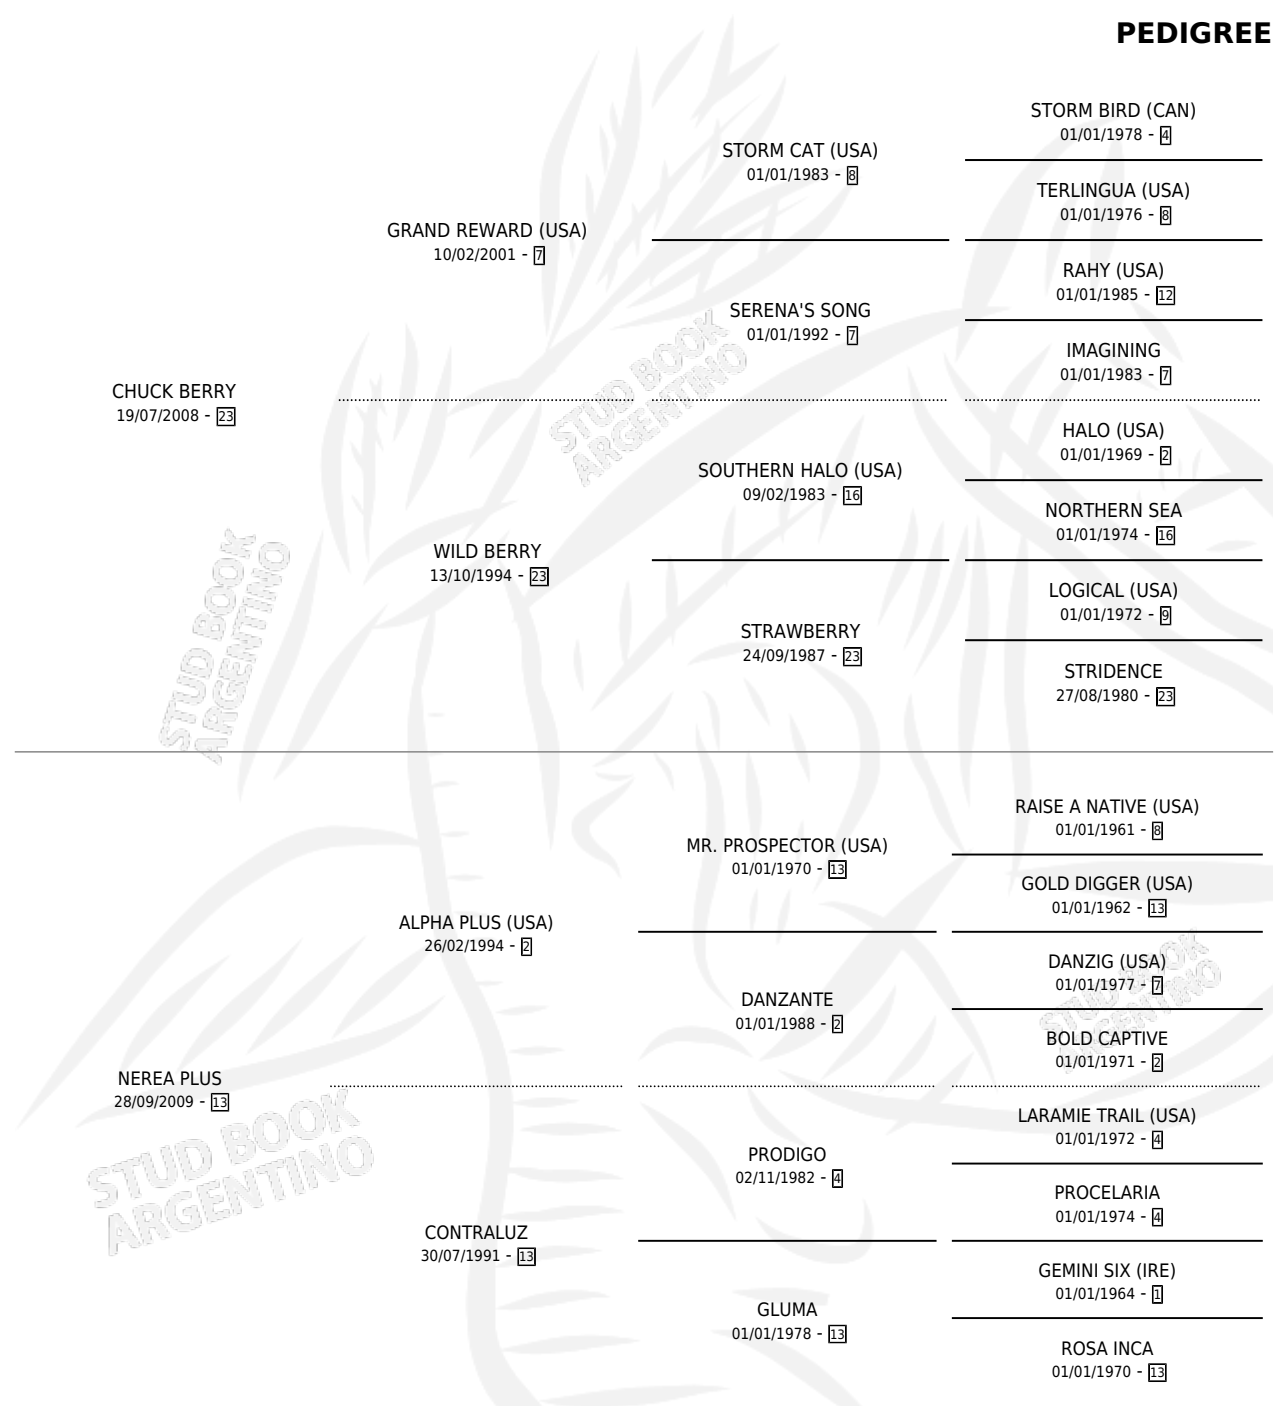 PEDIGREE
STORM BIRD (CAN)
01/01/1978 - 4
STORM CAT (USA)
01/01/1983 - 8
TERLINGUA (USA)
01/01/1976 - 8
GRAND REWARD (USA)
10/02/2001 - 7
RAHY (USA)
01/01/1985 - 12
SERENA'S SONG
01/01/1992 - 7
IMAGINING
01/01/1983 - 7
CHUCK BERRY
19/07/2008 - 23
HALO (USA)
01/01/1969 - 2
SOUTHERN HALO (USA)
09/02/1983 - 16
NORTHERN SEA
01/01/1974 - 16
WILD BERRY
13/10/1994 - 23
LOGICAL (USA)
01/01/1972 - 9
STRAWBERRY
24/09/1987 - 23
STRIDENCE
27/08/1980 - 23
RAISE A NATIVE (USA)
01/01/1961 - 8
MR. PROSPECTOR (USA)
01/01/1970 - 13
GOLD DIGGER (USA)
01/01/1962 - 13
ALPHA PLUS (USA)
26/02/1994 - 2
DANZIG (USA)
01/01/1977 - 7
DANZANTE
01/01/1988 - 2
BOLD CAPTIVE
01/01/1971 - 2
NEREA PLUS
28/09/2009 - 13
LARAMIE TRAIL (USA)
01/01/1972 - 4
PRODIGO
02/11/1982 - 4
PROCELARIA
01/01/1974 - 4
CONTRALUZ
30/07/1991 - 13
GEMINI SIX (IRE)
01/01/1964 - 1
GLUMA
01/01/1978 - 13
ROSA INCA
01/01/1970 - 13
STUD BOOK
ARGENTINO
STUD BOOK
ARGENTINO
STUD BOOK
ARGENTINO
STUD BOOK
ARGENTINO